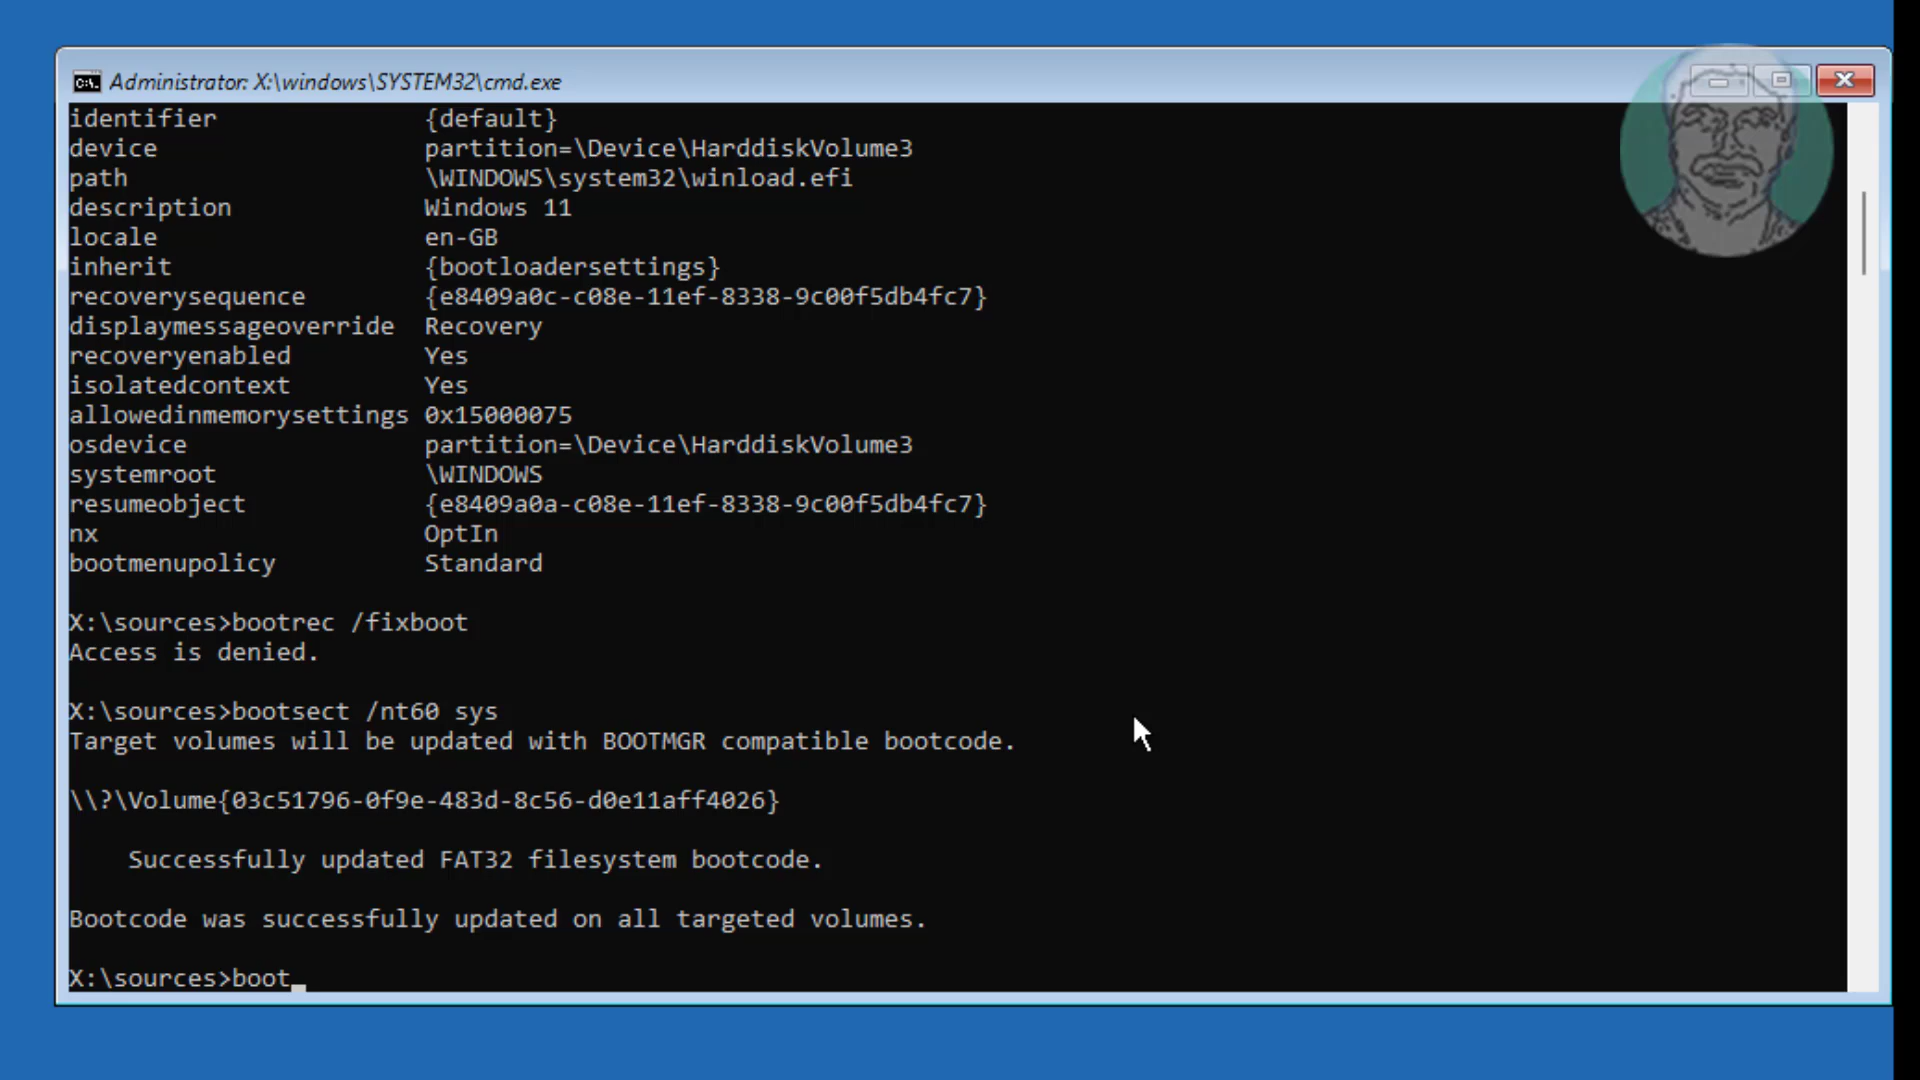 Administrator: X:\windows\SYSTEM32\cmd.exe
identifier {default}
device partition=\Device\HarddiskVolume3
path \WINDOWS\system32\winload.efi
description Windows 11
locale en-GB
inherit {bootloadersettings}
recoverysequence {e8409a0c-c08e-11ef-8338-9c00f5db4fc7}
displaymessageoverride Recovery
recoveryenabled Yes
isolatedcontext Yes
allowedinmemorysettings 0x15000075
osdevice partition=\Device\HarddiskVolume3
systemroot \WINDOWS
resumeobject {e8409a0a-c08e-11ef-8338-9c00f5db4fc7}
nx OptIn
bootmenupolicy Standard
X:\sources>bootrec /fixboot
Access is denied.
X:\sources>bootsect /nt60 sys
Target volumes will be updated with BOOTMGR compatible bootcode.
\\?\Volume{03c51796-0f9e-483d-8c56-d0e11aff4026}
Successfully updated FAT32 filesystem bootcode.
Bootcode was successfully updated on all targeted volumes.
X:\sources>boot_